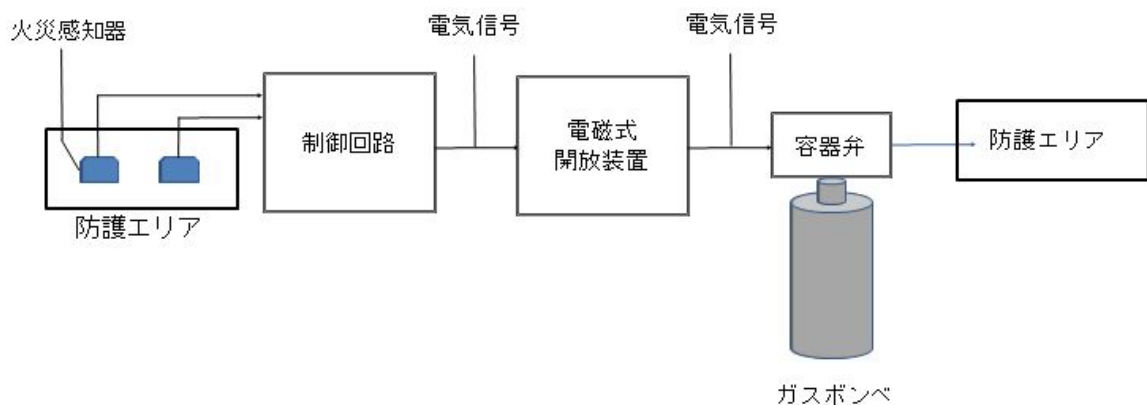 火災感知器
電気信号
電気信号
制御回路
電磁式
開放装置
容器弁
防護エリア
防護エリア
ガスボンベ